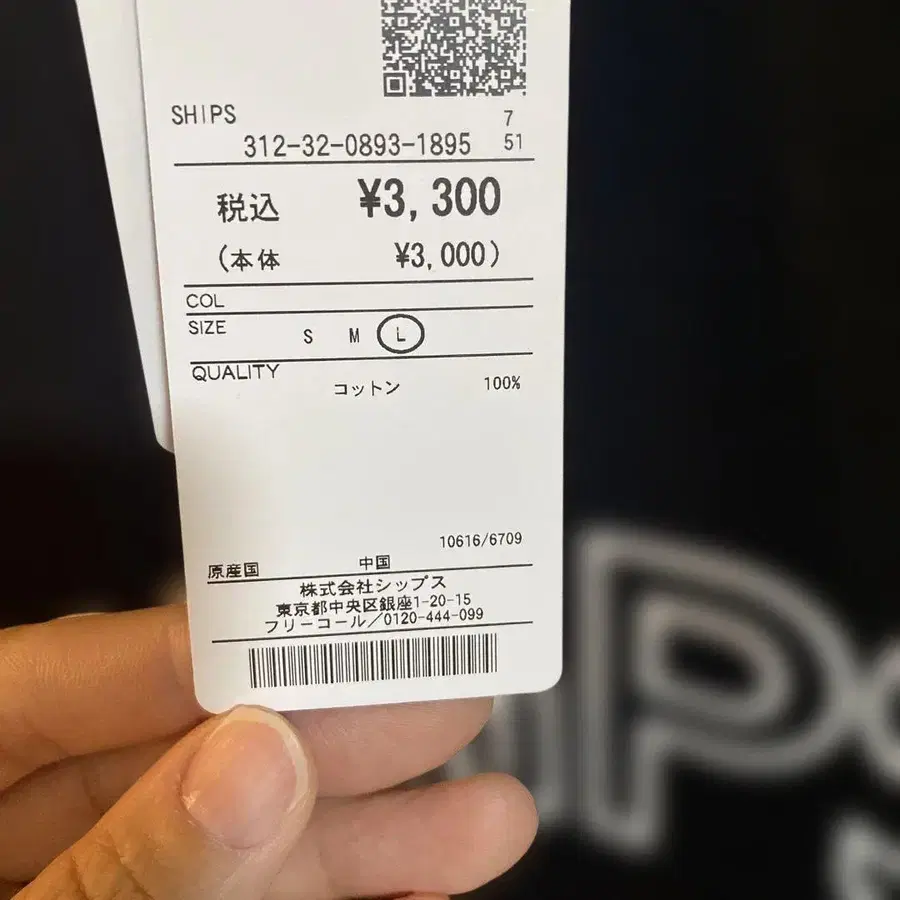 SHIPS 7
312-32-0893-1895 51
税込 ¥3,300
(本体 ¥3,000)
COL
SIZE S M L
QUALITY
コットン 100%
10616/6709
原産国 中国
株式会社シップス
東京都中央区銀座1-20-15
フリーコール/0120-444-099
P